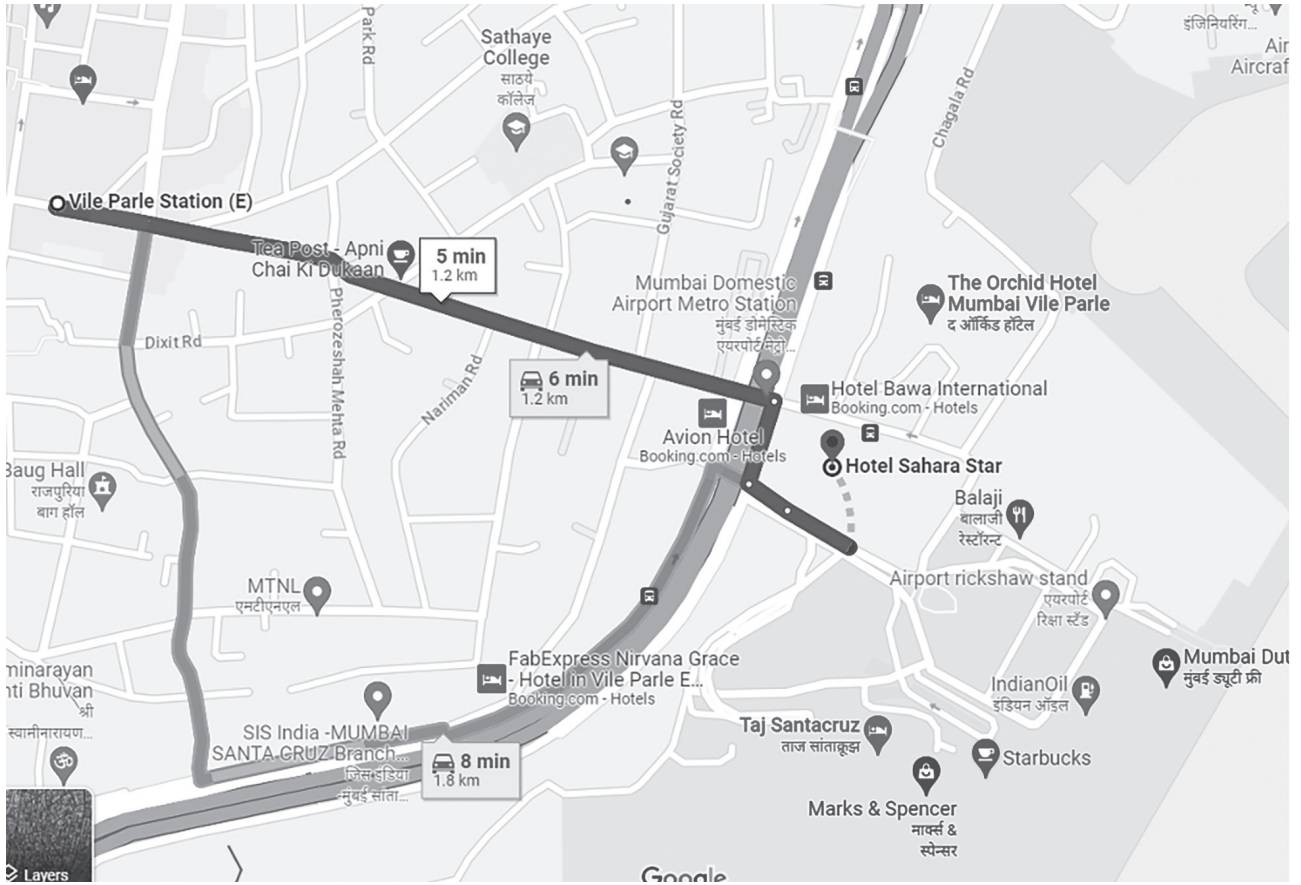 इंजिनियरिंग...
Air
Aircraf
Park Rd
Sathaye
College
साठये
कॉलेज
Chagala Rd
Gujarat Society Rd
Vile Parle Station (E)
Tea Post - Apni
Chai Ki Dukaan
5 min
1.2 km
Mumbai Domestic
Airport Metro Station
मुंबई डोमेस्टिक
एयरपोर्ट मेट्रो...
The Orchid Hotel
Mumbai Vile Parle
द ऑर्किड हॉटेल
Dixit Rd
Pherozeshah Mehta Rd
Nariman Rd
6 min
1.2 km
Hotel Bawa International
Booking.com - Hotels
Avion Hotel
Booking.com - Hotels
Hotel Sahara Star
Baug Hall
राजपुरिया
बाग हॉल
Balaji
बालाजी
रेस्टॉरन्ट
MTNL
एमटीएनएल
Airport rickshaw stand
एयरपोर्ट
रिक्षा स्टँड
FabExpress Nirvana Grace
- Hotel in Vile Parle E...
Booking.com - Hotels
Mumbai Dut
मुंबई ड्यूटी फ्री
minarayan
nti Bhuvan
श्री
स्वामीनारायण...
IndianOil
इंडियन ऑइल
SIS India -MUMBAI
SANTA CRUZ Branch...
जिस इंडिया
-मुंबई सांता...
Taj Santacruz
ताज सांताक्रूझ
8 min
1.8 km
Starbucks
Marks & Spencer
मार्क्स &
स्पेन्सर
Layers
Google